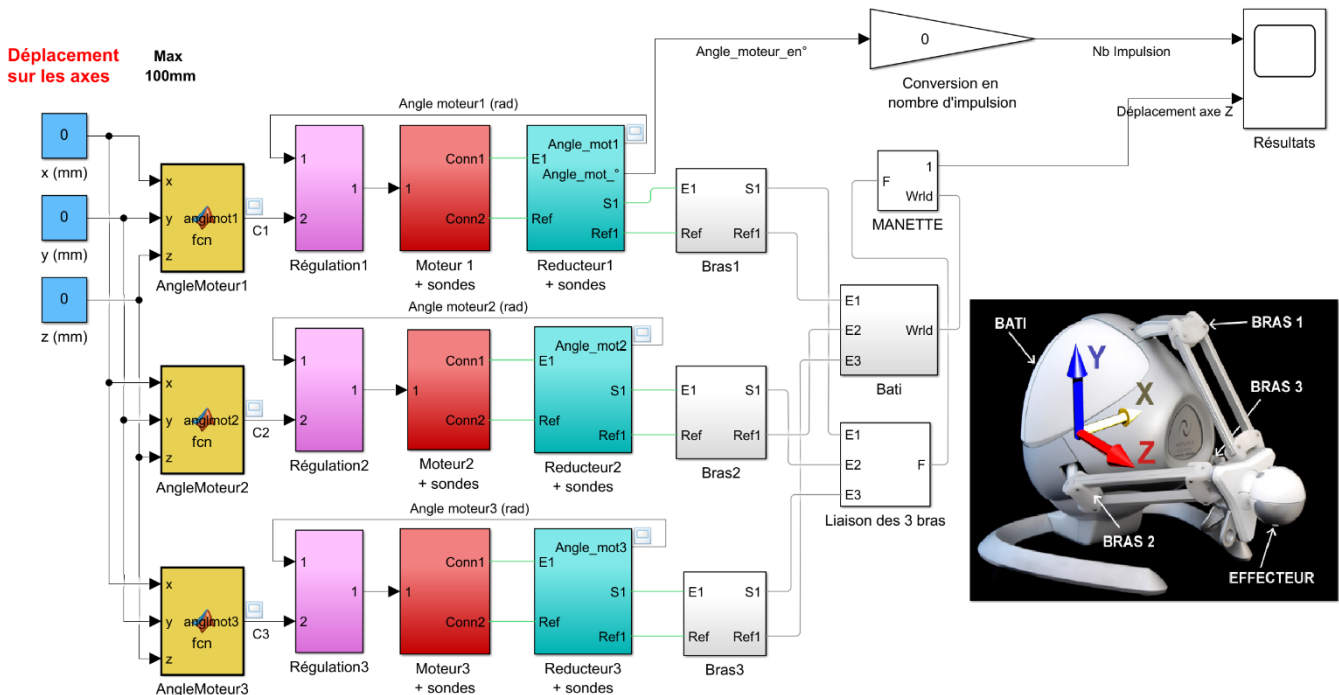 Déplacement
sur les axes
Max
100mm
0
x (mm)
0
y (mm)
0
z (mm)
x
y
z
anglmot1
fcn
AngleMoteur1
C1
Angle moteur1 (rad)
1
2
1
Régulation1
1
Conn1
Conn2
Moteur 1
+ sondes
E1
Ref
Angle_mot1
Angle_mot_°
S1
Ref1
Reducteur1
+ sondes
E1
Ref
S1
Ref1
Bras1
Angle_moteur_en°
0
Conversion en
nombre d'impulsion
Nb Impulsion
Déplacement axe Z
Résultats
F
1
Wrld
MANETTE
x
y
z
anglmot2
fcn
AngleMoteur2
C2
Angle moteur2 (rad)
1
2
1
Régulation2
1
Conn1
Conn2
Moteur2
+ sondes
E1
Ref
Angle_mot2
S1
Ref1
Reducteur2
+ sondes
E1
Ref
S1
Ref1
Bras2
E1
E2
E3
Wrld
Bati
E1
E2
E3
F
Liaison des 3 bras
x
y
z
anglmot3
fcn
AngleMoteur3
C3
Angle moteur3 (rad)
1
2
1
Régulation3
1
Conn1
Conn2
Moteur3
+ sondes
E1
Ref
Angle_mot3
S1
Ref1
Reducteur3
+ sondes
E1
Ref
S1
Ref1
Bras3
BATI
BRAS 1
Y
BRAS 3
X
Z
BRAS 2
EFFECTEUR